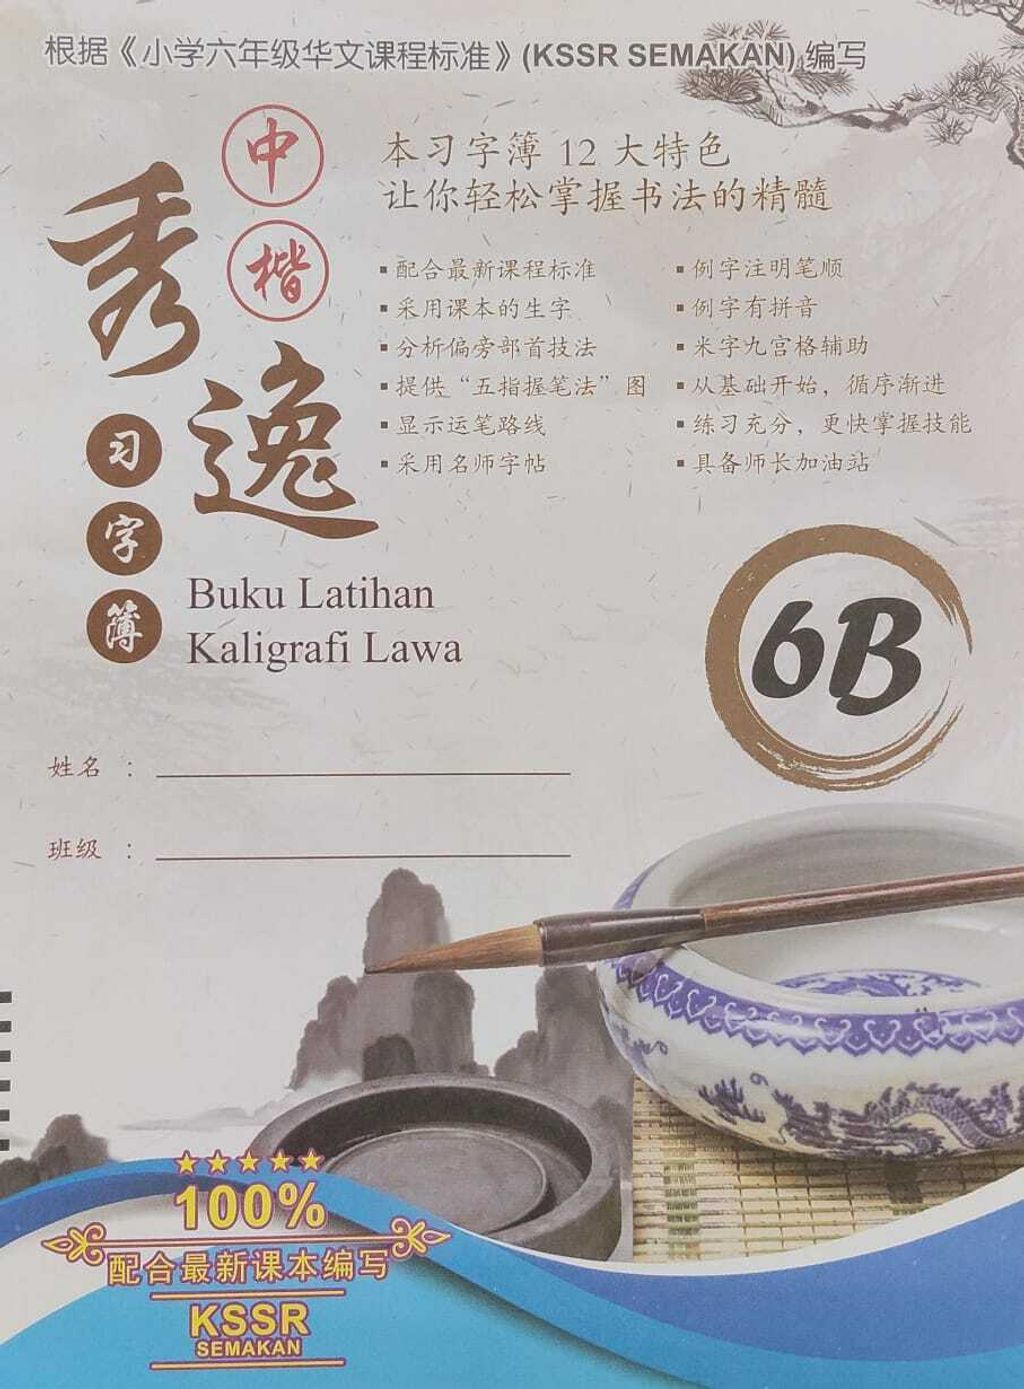 根据《小学六年级华文课程标准》(KSSR SEMAKAN) 编写
中楷
秀逸
习字簿
Buku Latihan
Kaligrafi Lawa
本习字簿 12 大特色
让你轻松掌握书法的精髓
▪ 配合最新课程标准
▪ 采用课本的生字
▪ 分析偏旁部首技法
▪ 提供“五指握笔法”图
▪ 显示运笔路线
▪ 采用名师字帖
▪ 例字注明笔顺
▪ 例字有拼音
▪ 米字九宫格辅助
▪ 从基础开始，循序渐进
▪ 练习充分，更快掌握技能
▪ 具备师长加油站
6B
姓名 ：
班级 ：
100%
配合最新课本编写
KSSR
SEMAKAN